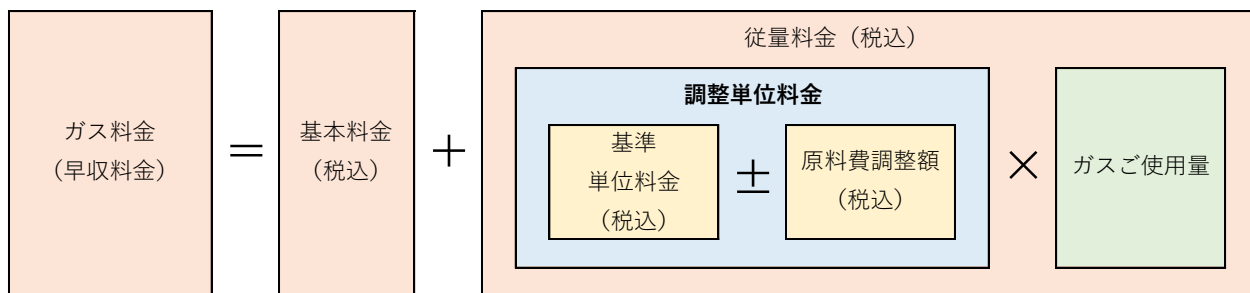 ガス料金
(早収料金)
＝
基本料金
(税込)
＋
従量料金(税込)
調整単位料金
基準
単位料金
(税込)
±
原料費調整額
(税込)
×
ガスご使用量